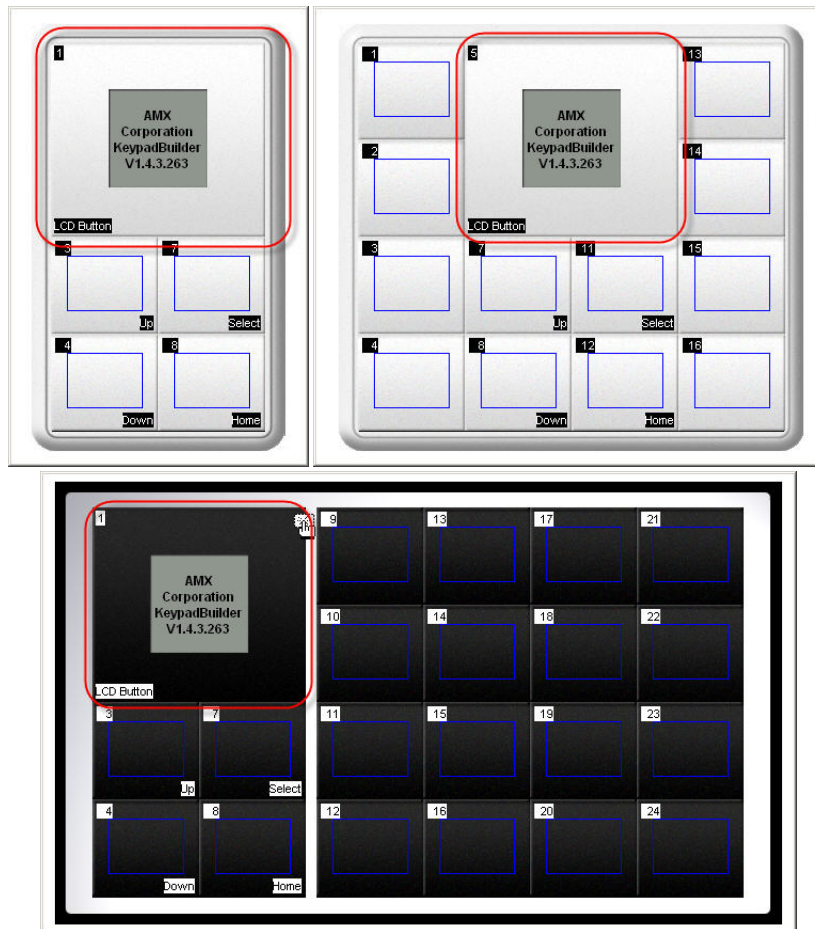 1
AMX
Corporation
KeypadBuilder
V1.4.3.263
LCD Button
3
7
Up
Select
4
8
Down
Home
1
5
13
AMX
Corporation
KeypadBuilder
V1.4.3.263
2
14
LCD Button
3
7
11
15
Up
Select
4
8
12
16
Down
Home
1
9
13
17
21
AMX
Corporation
KeypadBuilder
V1.4.3.263
10
14
18
22
LCD Button
3
7
11
15
19
23
Up
Select
4
8
12
16
20
24
Down
Home